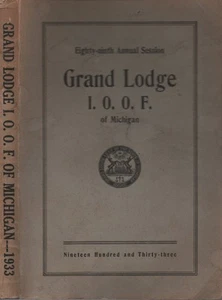 GRAND LODGE I. O. O. F. OF MICHIGAN—1933
Eighty-ninth Annual Session
Grand Lodge
I. O. O. F.
of Michigan
Nineteen Hundred and Thirty-three